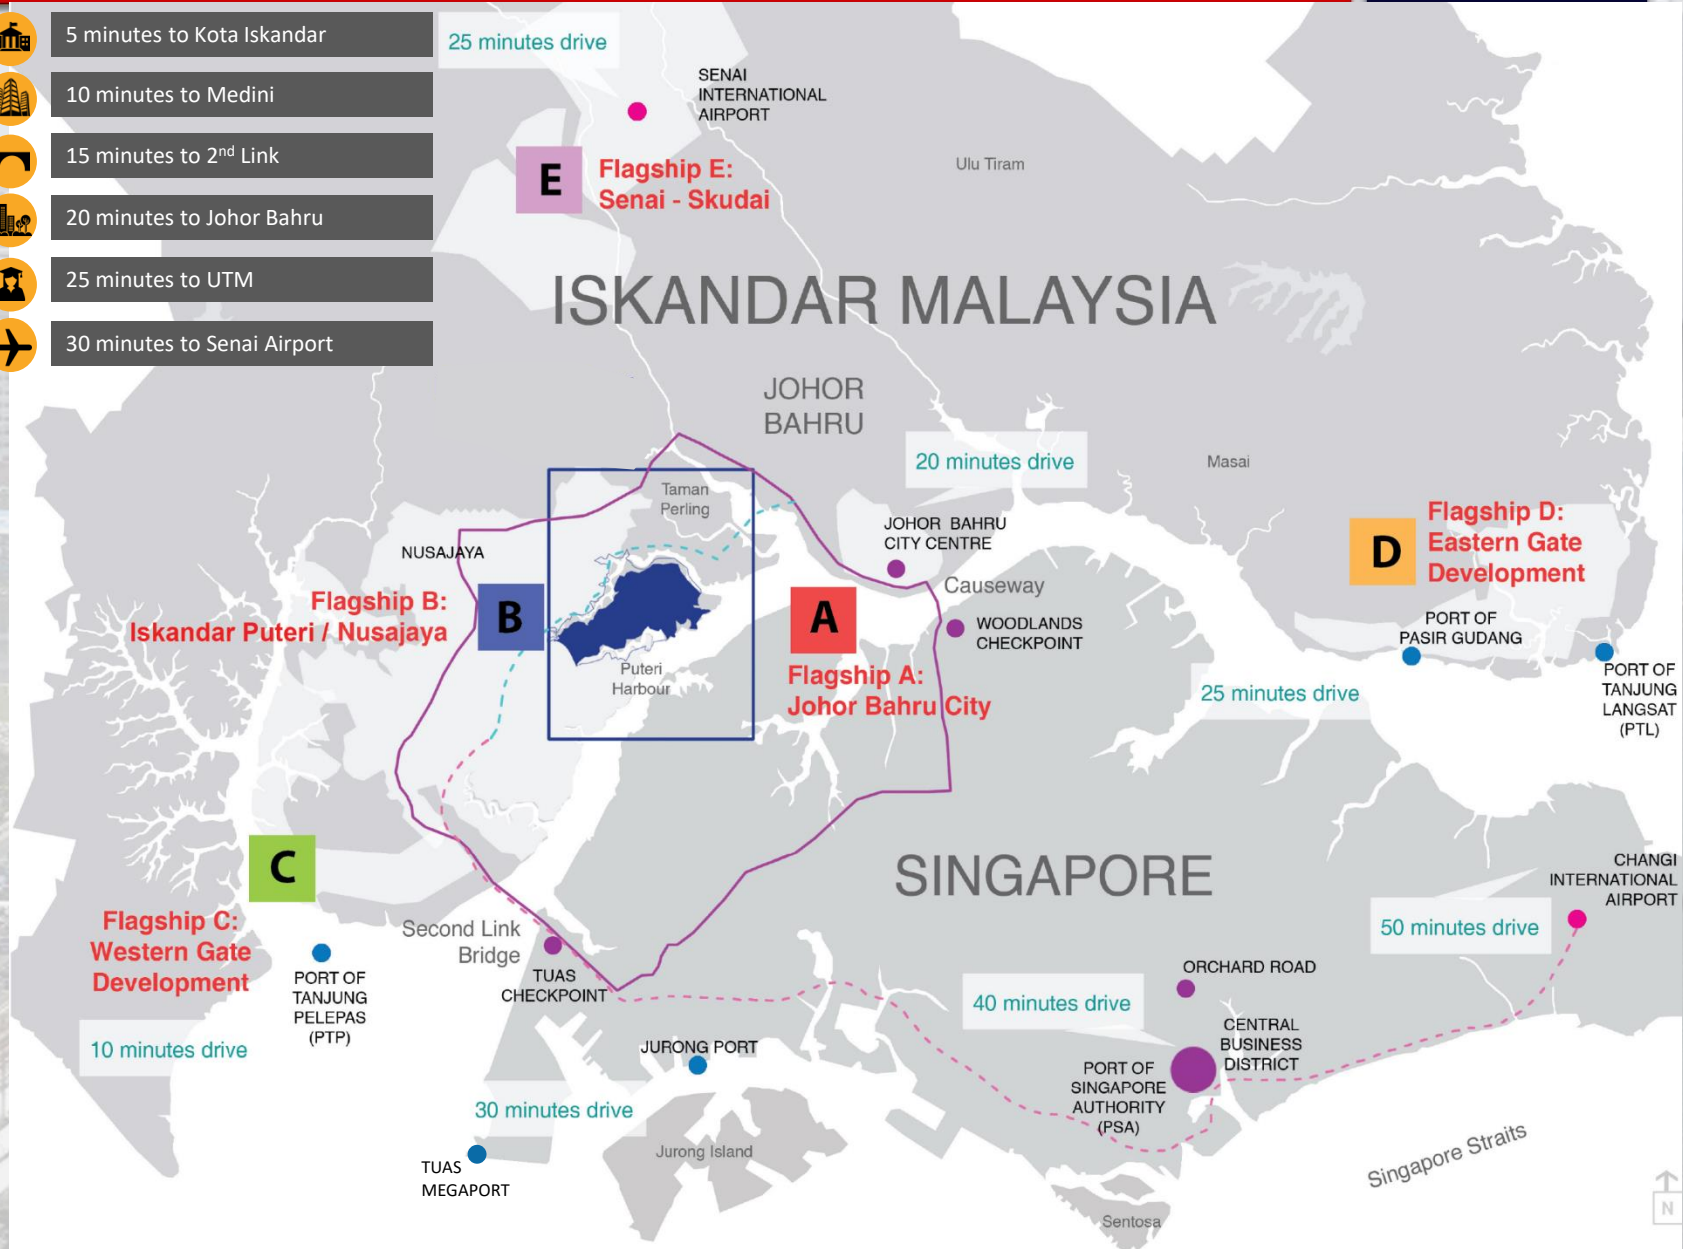 5 minutes to Kota Iskandar
10 minutes to Medini
15 minutes to 2nd Link
20 minutes to Johor Bahru
25 minutes to UTM
30 minutes to Senai Airport
25 minutes drive
SENAI
INTERNATIONAL
AIRPORT
E
Flagship E:
Senai - Skudai
Ulu Tiram
ISKANDAR MALAYSIA
JOHOR
BAHRU
20 minutes drive
Masai
Taman
Perling
JOHOR BAHRU
CITY CENTRE
NUSAJAYA
Causeway
D
Flagship D:
Eastern Gate
Development
B
Flagship B:
Iskandar Puteri / Nusajaya
A
Flagship A:
Johor Bahru City
WOODLANDS
CHECKPOINT
PORT OF
PASIR GUDANG
Puteri
Harbour
25 minutes drive
PORT OF
TANJUNG
LANGSAT
(PTL)
C
Flagship C:
Western Gate
Development
SINGAPORE
CHANGI
INTERNATIONAL
AIRPORT
50 minutes drive
Second Link
Bridge
TUAS
CHECKPOINT
PORT OF
TANJUNG
PELEPAS
(PTP)
10 minutes drive
ORCHARD ROAD
40 minutes drive
CENTRAL
BUSINESS
DISTRICT
JURONG PORT
PORT OF
SINGAPORE
AUTHORITY
(PSA)
30 minutes drive
Jurong Island
TUAS
MEGAPORT
Singapore Straits
Sentosa
N